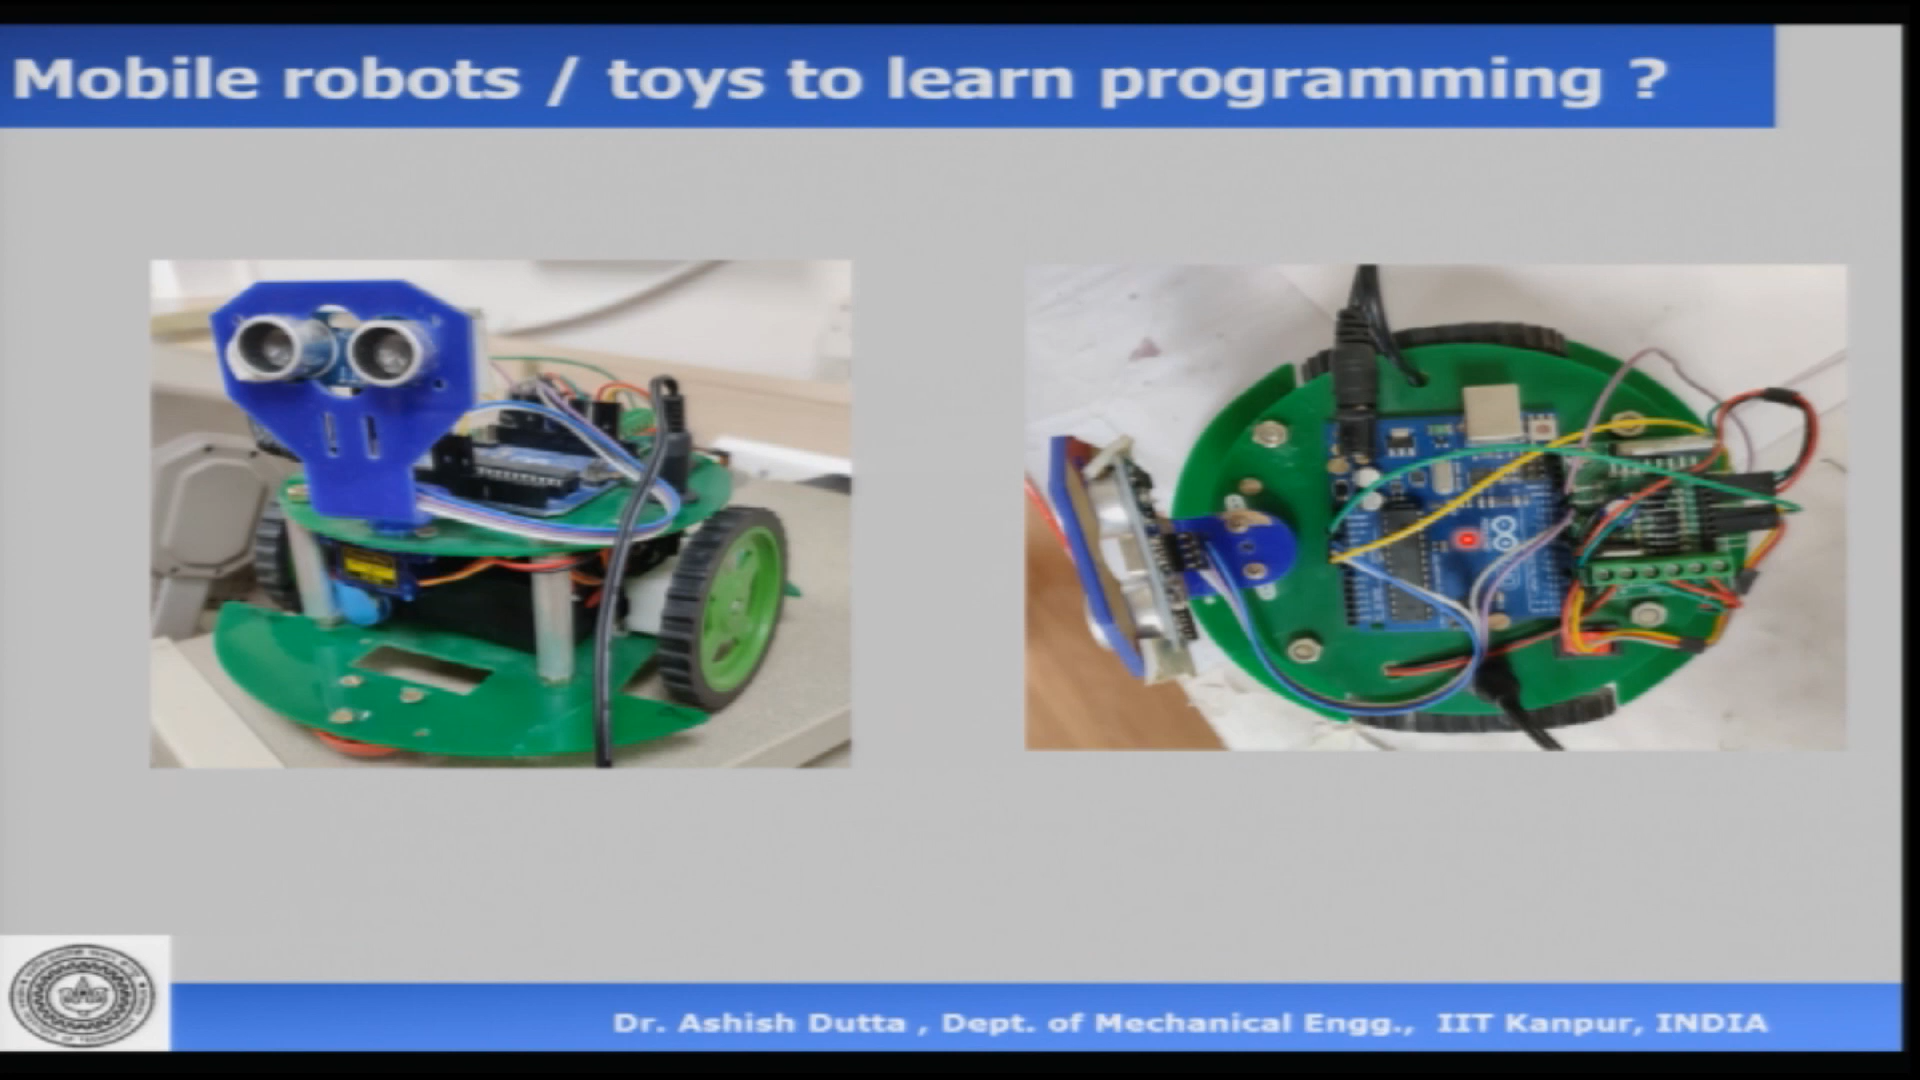 Mobile robots / toys to learn programming ?
Dr. Ashish Dutta , Dept. of Mechanical Engg., IIT Kanpur, INDIA